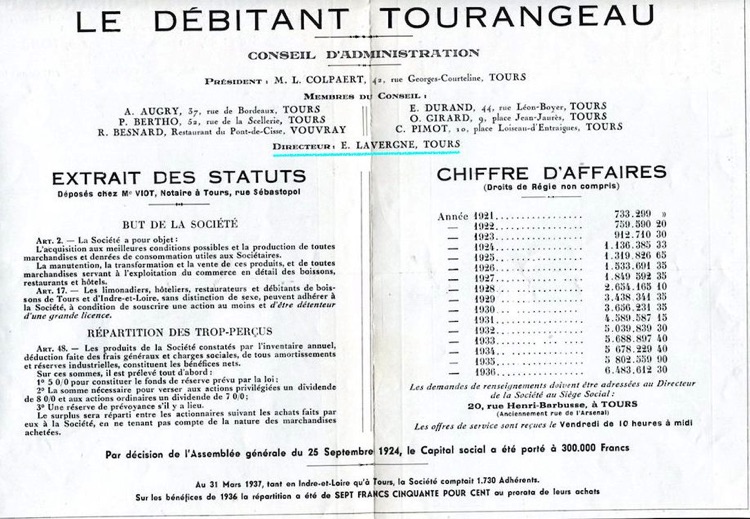 LE DÉBITANT TOURANGEAU
CONSEIL D'ADMINISTRATION
PRÉSIDENT : M. L. COLPAERT, 42, rue Georges-Courteline, TOURS
MEMBRES DU CONSEIL :
A. AUGRY, 37, rue de Bordeaux, TOURS
P. BERTHO, 52, rue de la Scellerie, TOURS
R. BESNARD, Restaurant du Pont-de-Cisse, VOUVRAY
E. DURAND, 44, rue Léon-Boyer, TOURS
O. GIRARD, 9, place Jean-Jaurès, TOURS
C. PIMOT, 10, place Loiseau-d'Entraigues, TOURS
DIRECTEUR : E. LAVERGNE, TOURS
EXTRAIT DES STATUTS
Déposés chez Me VIOT, Notaire à Tours, rue Sébastopol
BUT DE LA SOCIÉTÉ
ART. 2. — La Société a pour objet :
L'acquisition aux meilleures conditions possibles et la production de toutes
marchandises et denrées de consommation utiles aux Sociétaires.
La manutention, la transformation et la vente de ces produits, et de toutes
marchandises servant à l'exploitation du commerce en détail des boissons,
restaurants et hôtels.
ART. 17. — Les limonadiers, hôteliers, restaurateurs et débitants de bois-
sons de Tours et d'Indre-et-Loire, sans distinction de sexe, peuvent adhérer à
la Société, à condition de souscrire une action au moins et d'être détenteur
d'une grande licence.
RÉPARTITION DES TROP-PERÇUS
ART. 48. — Les produits de la Société constatés par l'inventaire annuel,
déduction faite des frais généraux et charges sociales, de tous amortissements
et réserves industrielles, constituent les bénéfices nets.
Sur ces sommes, il est prélevé tout d'abord :
1° 5 0/0 pour constituer le fonds de réserve prévu par la loi ;
2° La somme nécessaire pour verser aux actions privilégiées un dividende
de 8 0/0 et aux actions ordinaires un dividende de 7 0/0 ;
3° Une réserve de prévoyance s'il y a lieu.
Le surplus sera réparti entre les actionnaires suivant les achats faits par
eux à la Société, en ne tenant pas compte de la nature des marchandises
achetées.
CHIFFRE D'AFFAIRES
(Droits de Régie non compris)
Année 1921................ 733.299 »
— 1922................ 759.590 20
— 1923................ 912.710 30
— 1924................ 1.136.385 33
— 1925................ 1.319.826 65
— 1926................ 1.533.691 35
— 1927................ 1.849 592 35
— 1928................ 2.654.165 10
— 1929................ 3.438.341 35
— 1930................ 3.656.231 35
— 1931................ 4.589.587 15
— 1932................ 5.039.839 30
— 1933................ 5.688.897 40
— 1934................ 5 678.229 40
— 1935................ 5 802.559 90
— 1936................ 6.483.612 30
Les demandes de renseignements doivent être adressées au Directeur
de la Société au Siège Social :
20, rue Henri-Barbusse, à TOURS
(Anciennement rue de l'Arsenal)
Les offres de service sont reçues le Vendredi de 10 heures à midi
Par décision de l'Assemblée générale du 25 Septembre 1924, le Capital social a été porté à 300.000 Francs
Au 31 Mars 1937, tant en Indre-et-Loire qu'à Tours, la Société comptait 1.730 Adhérents.
Sur les bénéfices de 1936 la répartition a été de SEPT FRANCS CINQUANTE POUR CENT au prorata de leurs achats